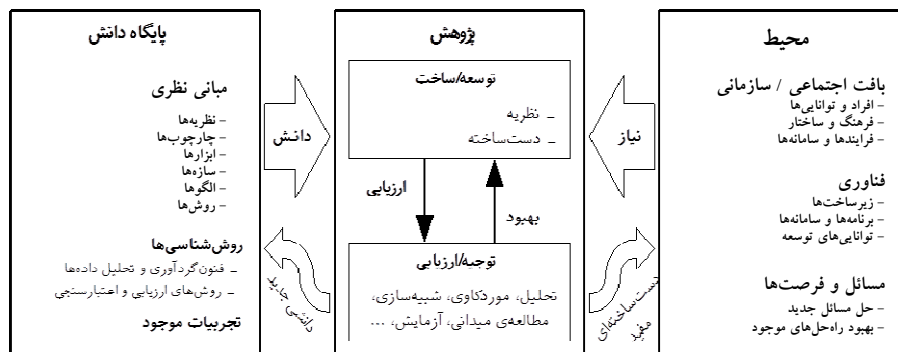 محیط
بافت اجتماعی / سازمانی
- افراد و توانایی‌ها
- فرهنگ و ساختار
- فرایندها و سامانه‌ها
فناوری
- زیرساخت‌ها
- برنامه‌ها و سامانه‌ها
- توانایی‌های توسعه
مسائل و فرصت‌ها
- حل مسائل جدید
- بهبود راه‌حل‌های موجود
نیاز
دست‌ساخته‌ای
مفید
پژوهش
توسعه/ساخت
- نظریه
- دست‌ساخته
ارزیابی
بهبود
توجیه/ارزیابی
تحلیل، موردکاوی، شبیه‌سازی،
مطالعه‌ی میدانی، آزمایش، ...
دانش
دانشی جدید
پایگاه دانش
مبانی نظری
- نظریه‌ها
- چارچوب‌ها
- ابزارها
- سازه‌ها
- الگوها
- روش‌ها
روش‌شناسی‌ها
- فنون گردآوری و تحلیل داده‌ها
- روش‌های ارزیابی و اعتبارسنجی
تجربیات موجود